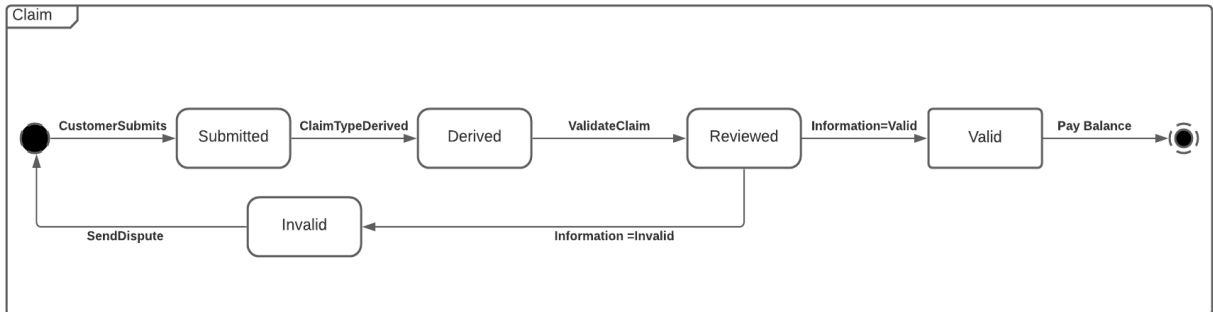 Claim
CustomerSubmits
Submitted
ClaimTypeDerived
Derived
ValidateClaim
Reviewed
Information=Valid
Valid
Pay Balance
Invalid
SendDispute
Information =Invalid